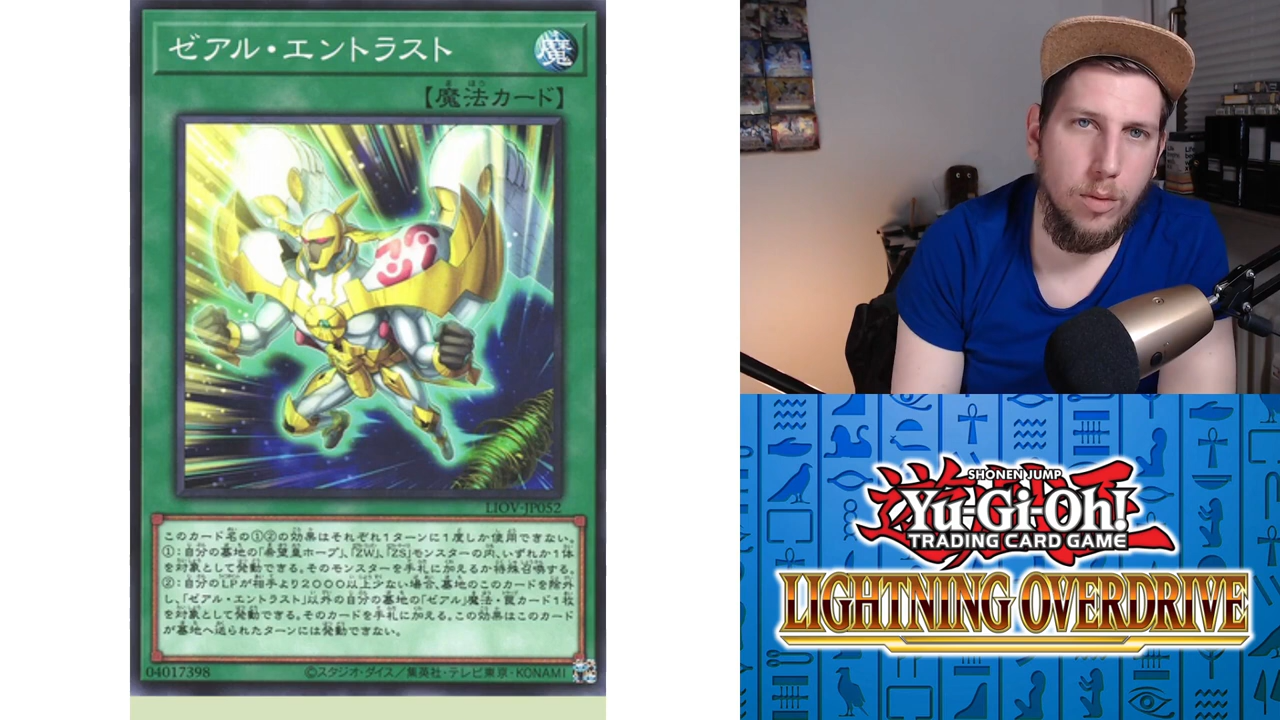 ゼアル・エントラスト
魔
【魔法カード】
LIOV-JP052
このカード名の①②の効果はそれぞれ1ターンに1度しか使用できない。
①:自分の墓地の「希望皇ホープ」、「ZW」、「ZS」モンスターの内、いずれか1体
を対象として発動できる。そのモンスターを手札に加えるか特殊召喚する。
②:自分のLPが相手より2000以上少ない場合、墓地のこのカードを除外
し、「ゼアル・エントラスト」以外の自分の墓地の「ゼアル」魔法・罠カード1枚
を対象として発動できる。そのカードを手札に加える。この効果はこのカード
が墓地へ送られたターンには発動できない。
04017398
©スタジオ・ダイス／集英社・テレビ東京・KONAMI
SHONEN JUMP
Yu-Gi-Oh!
TRADING CARD GAME
LIGHTNING OVERDRIVE